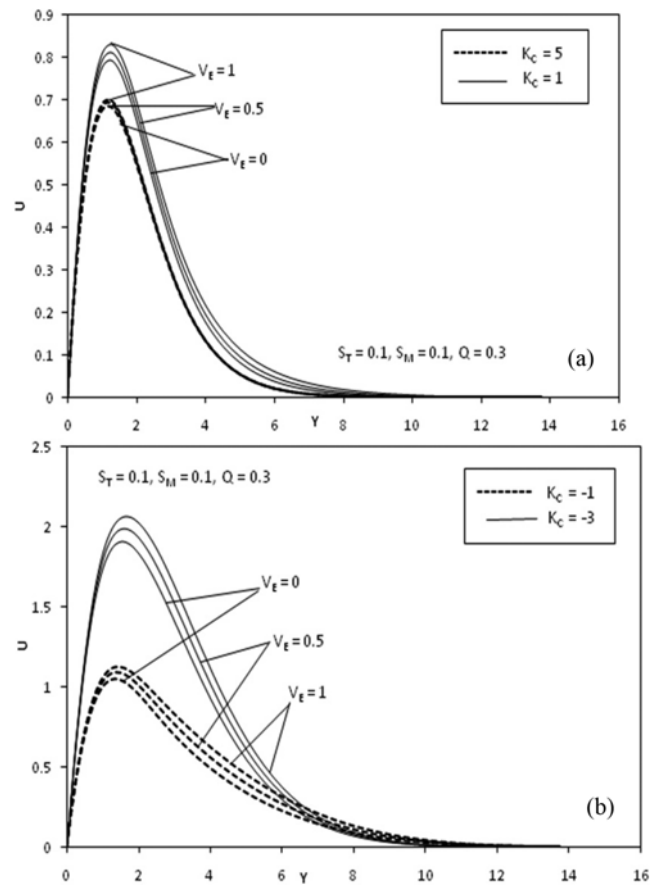 0.9
0.8
0.7
0.6
0.5
0.4
0.3
0.2
0.1
0
U
V_E = 1
V_E = 0.5
V_E = 0
K_C = 5
K_C = 1
S_T = 0.1, S_M = 0.1, Q = 0.3
(a)
0 2 4 6 8 10 12 14 16
Y
2.5
2
1.5
1
0.5
0
U
S_T = 0.1, S_M = 0.1, Q = 0.3
K_C = -1
K_C = -3
V_E = 0
V_E = 0.5
V_E = 1
(b)
0 2 4 6 8 10 12 14 16
Y